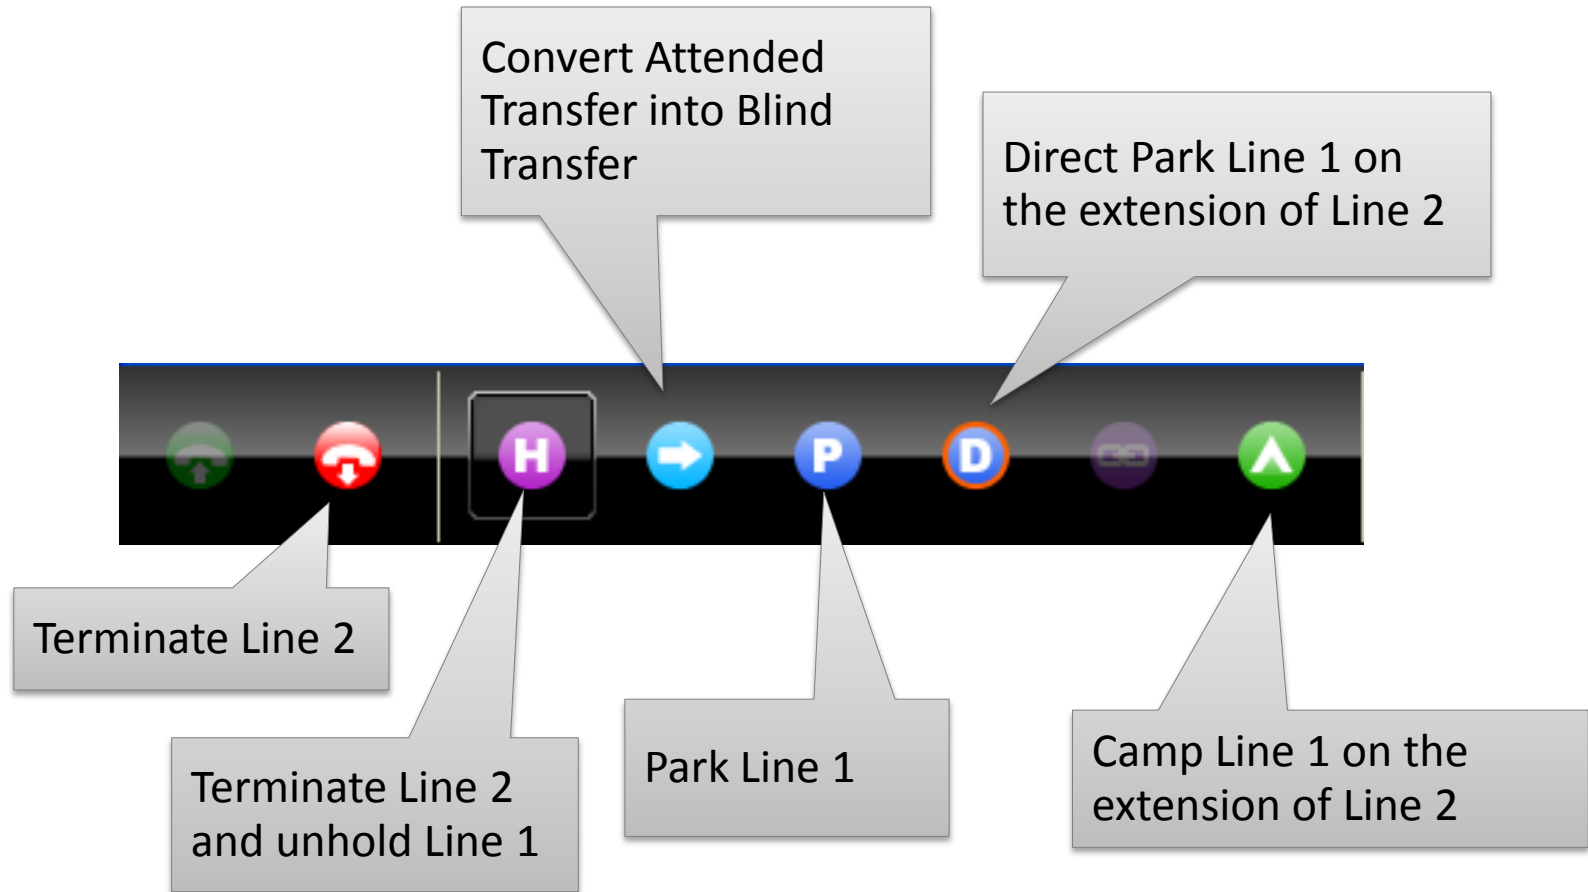 Convert Attended
Transfer into Blind
Transfer
Direct Park Line 1 on
the extension of Line 2
H
P
D
Terminate Line 2
Terminate Line 2
and unhold Line 1
Park Line 1
Camp Line 1 on the
extension of Line 2